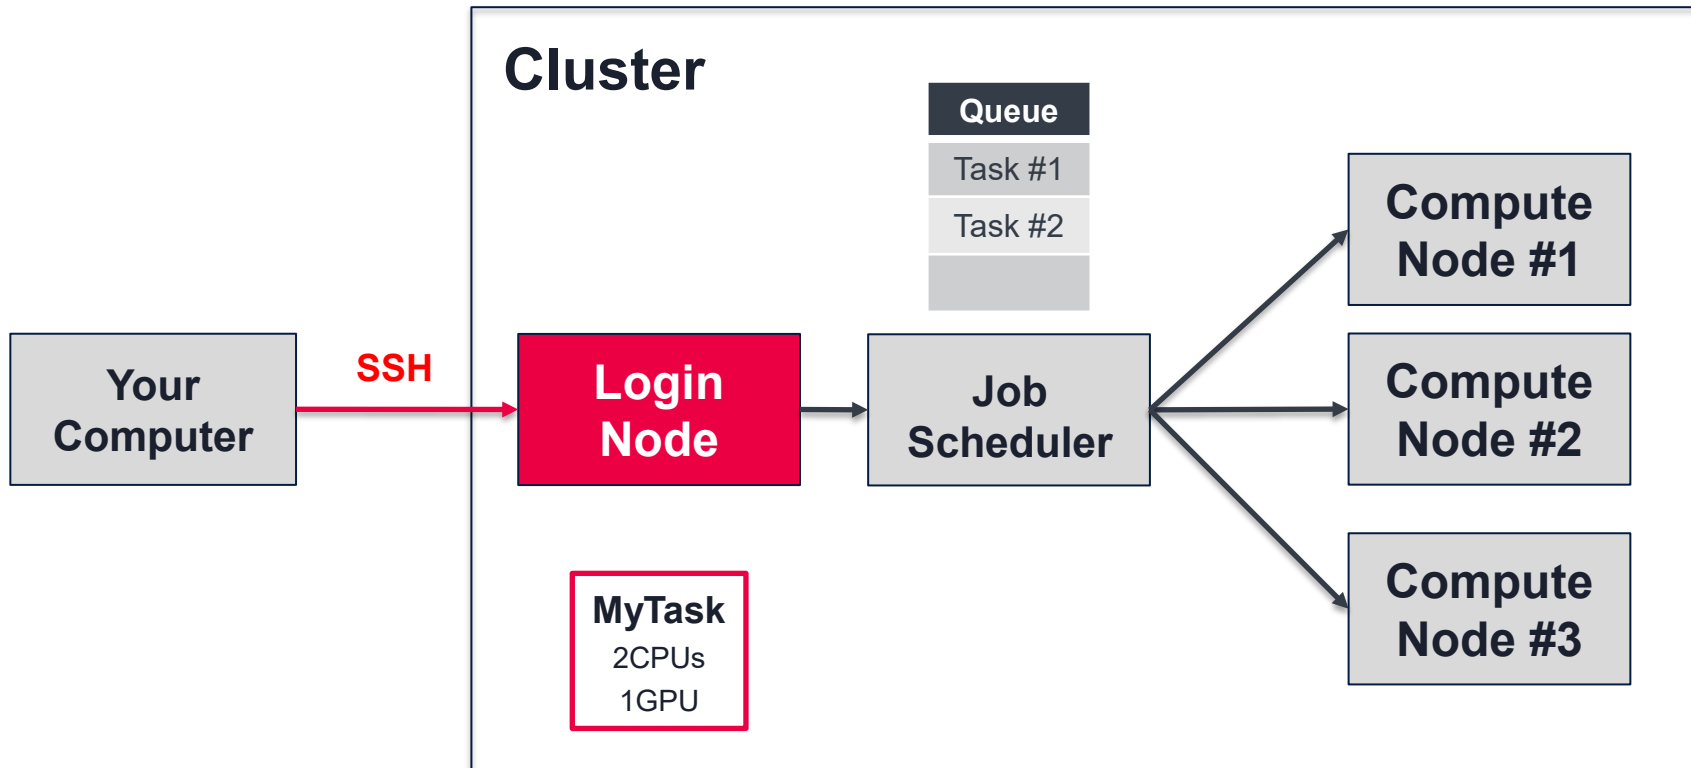 Cluster
Queue
Task #1
Task #2
Your
Computer
SSH
Login
Node
Job
Scheduler
Compute
Node #1
Compute
Node #2
Compute
Node #3
MyTask
2CPUs
1GPU